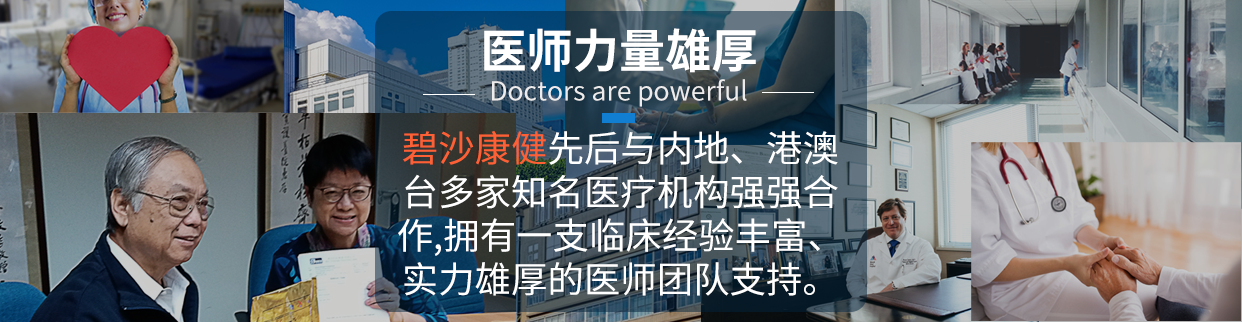 医师力量雄厚
Doctors are powerful
碧沙康健先后与内地、港澳
台多家知名医疗机构强强合
作,拥有一支临床经验丰富、
实力雄厚的医师团队支持。